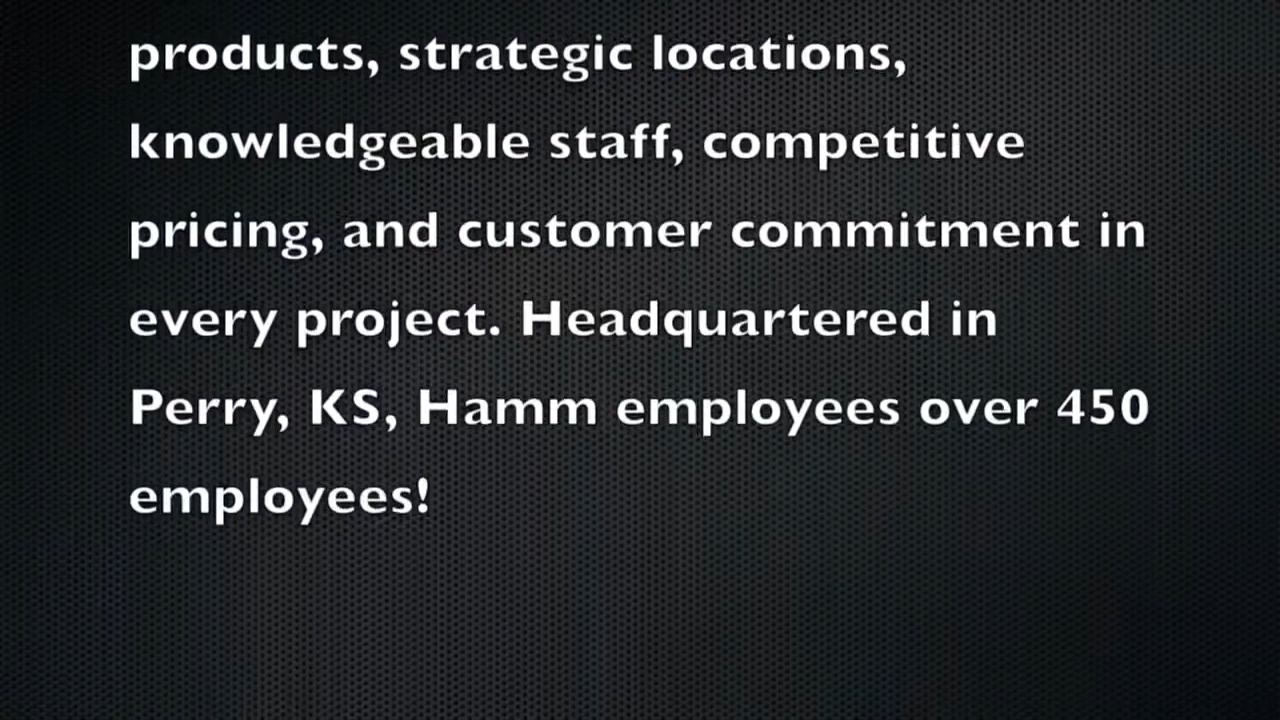 products, strategic locations,
knowledgeable staff, competitive
pricing, and customer commitment in
every project. Headquartered in
Perry, KS, Hamm employees over 450
employees!